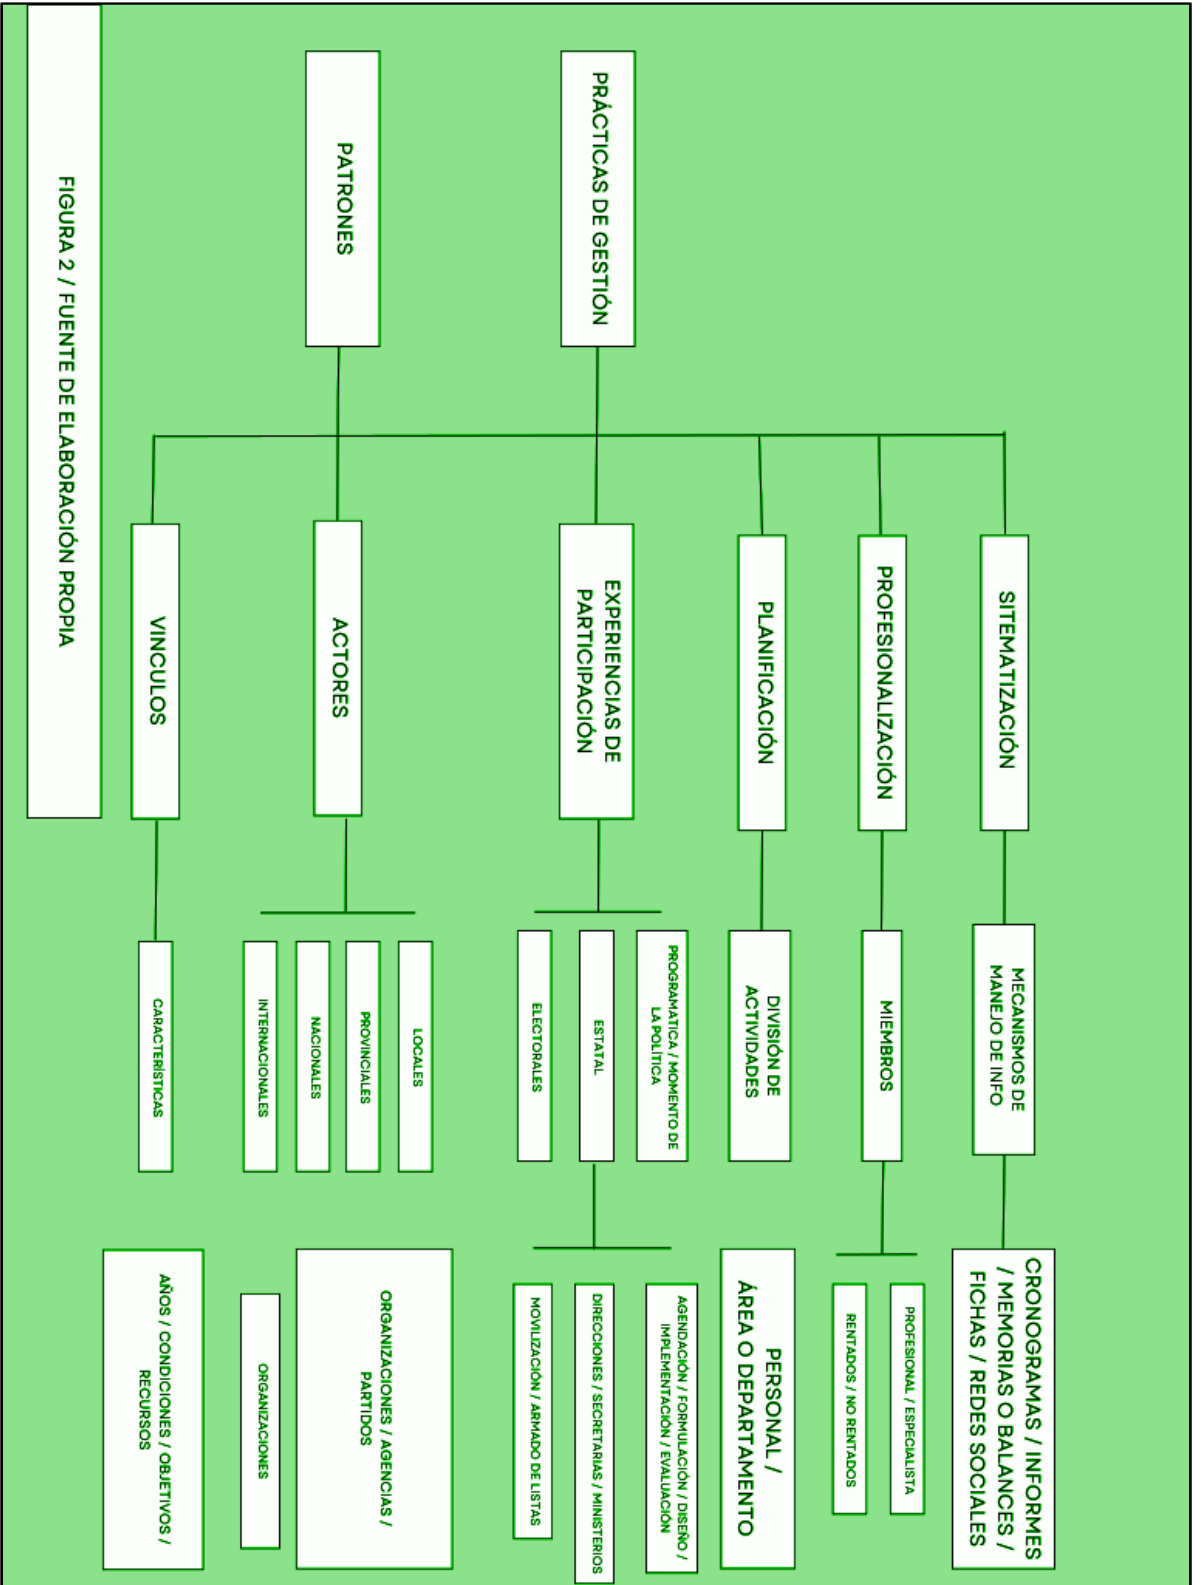 SITEMATIZACIÓN
MECANISMOS DE
MANEJO DE INFO
CRONOGRAMAS / INFORMES
/ MEMORIAS O BALANCES /
FICHAS / REDES SOCIALES
PROFESIONALIZACIÓN
MIEMBROS
PROFESIONAL / ESPECIALISTA
RENTADOS / NO RENTADOS
PLANIFICACIÓN
DIVISIÓN DE
ACTIVIDADES
PERSONAL /
ÁREA O DEPARTAMENTO
PRÁCTICAS DE GESTIÓN
EXPERIENCIAS DE
PARTICIPACIÓN
PROGRAMATICA / MOMENTO DE
LA POLÍTICA
ESTATAL
ELECTORALES
AGENDACIÓN / FORMULACIÓN / DISEÑO /
IMPLEMENTACIÓN / EVALUACIÓN
DIRECCIONES / SECRETARIAS / MINISTERIOS
MOVILIZACIÓN / ARMADO DE LISTAS
PATRONES
ACTORES
LOCALES
PROVINCIALES
NACIONALES
INTERNACIONALES
ORGANIZACIONES / AGENCIAS /
PARTIDOS
ORGANIZACIONES
VINCULOS
CARACTERÍSTICAS
AÑOS / CONDICIONES / OBJETIVOS /
RECURSOS
FIGURA 2 / FUENTE DE ELABORACIÓN PROPIA